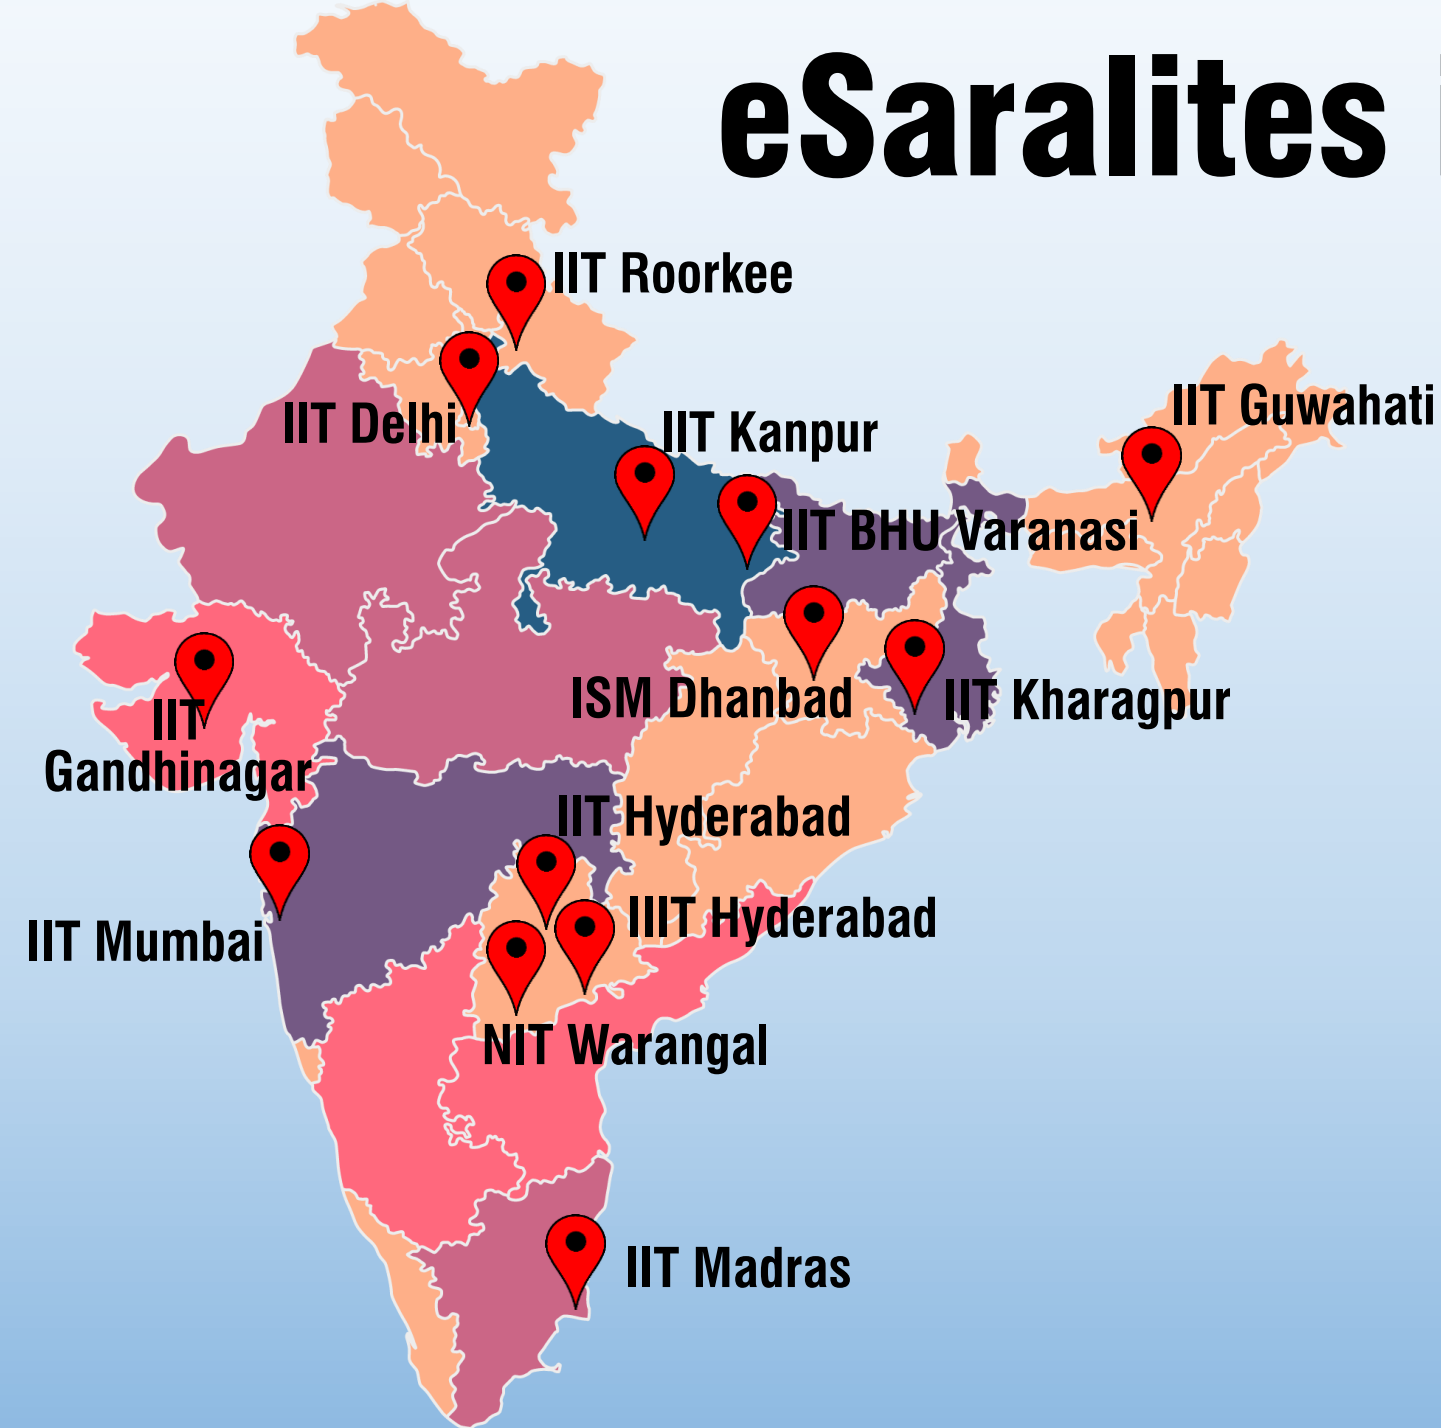 eSaralites i
IIT Roorkee
IIT Delhi
IIT Kanpur
IIT Guwahati
IIT BHU Varanasi
ISM Dhanbad
IIT Kharagpur
IIT
Gandhinagar
IIT Hyderabad
IIIT Hyderabad
IIT Mumbai
NIT Warangal
IIT Madras